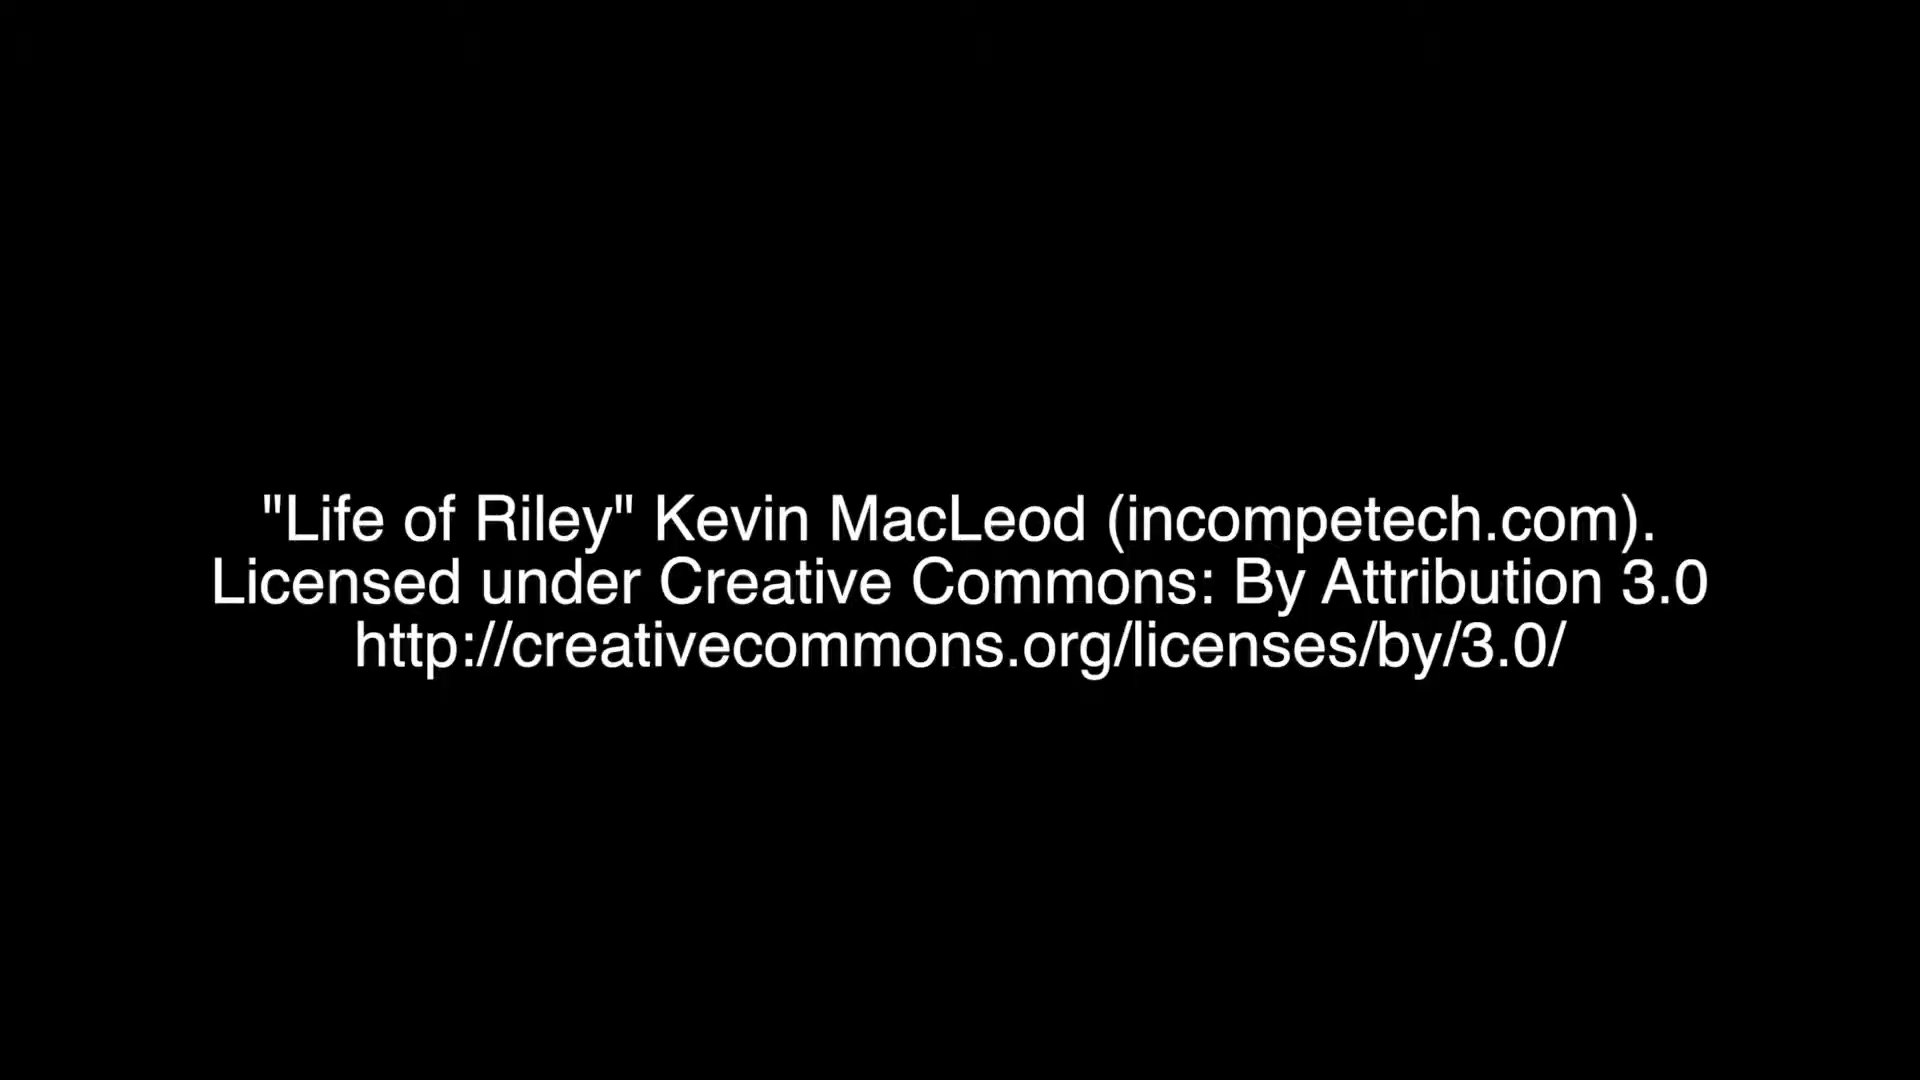 "Life of Riley" Kevin MacLeod (incompetech.com).
Licensed under Creative Commons: By Attribution 3.0
http://creativecommons.org/licenses/by/3.0/